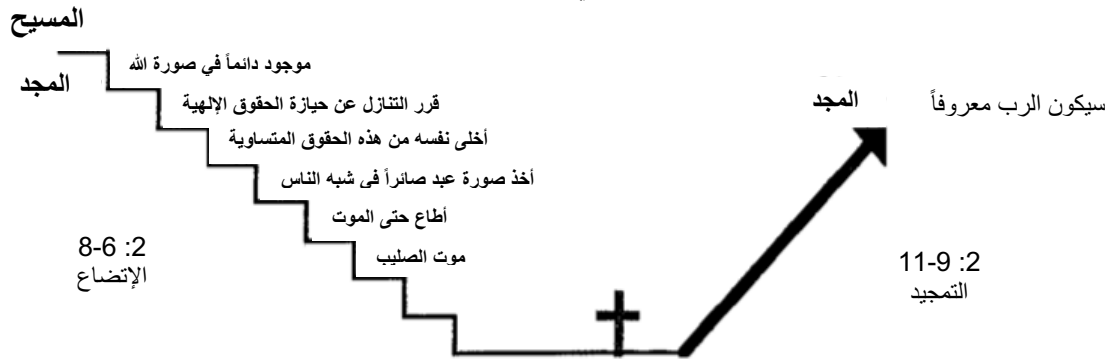 المسيح
موجود دائماً في صورة الله
المجد
قرر التنازل عن حيازة الحقوق الإلهية
أخلى نفسه من هذه الحقوق المتساوية
أخذ صورة عبد صائراً في شبه الناس
أطاع حتى الموت
موت الصليب
2: 6-8
الإتضاع
المجد
سيكون الرب معروفاً
2: 9-11
التمجيد